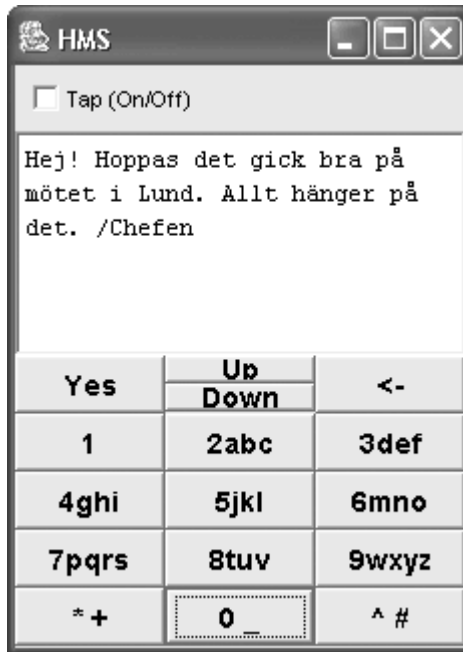 HMS
Tap (On/Off)
Hej! Hoppas det gick bra på
mötet i Lund. Allt hänger på
det. /Chefen
Yes
Up
Down
<-
1
2abc
3def
4ghi
5jkl
6mno
7pqrs
8tuv
9wxyz
* +
0 _
^ #